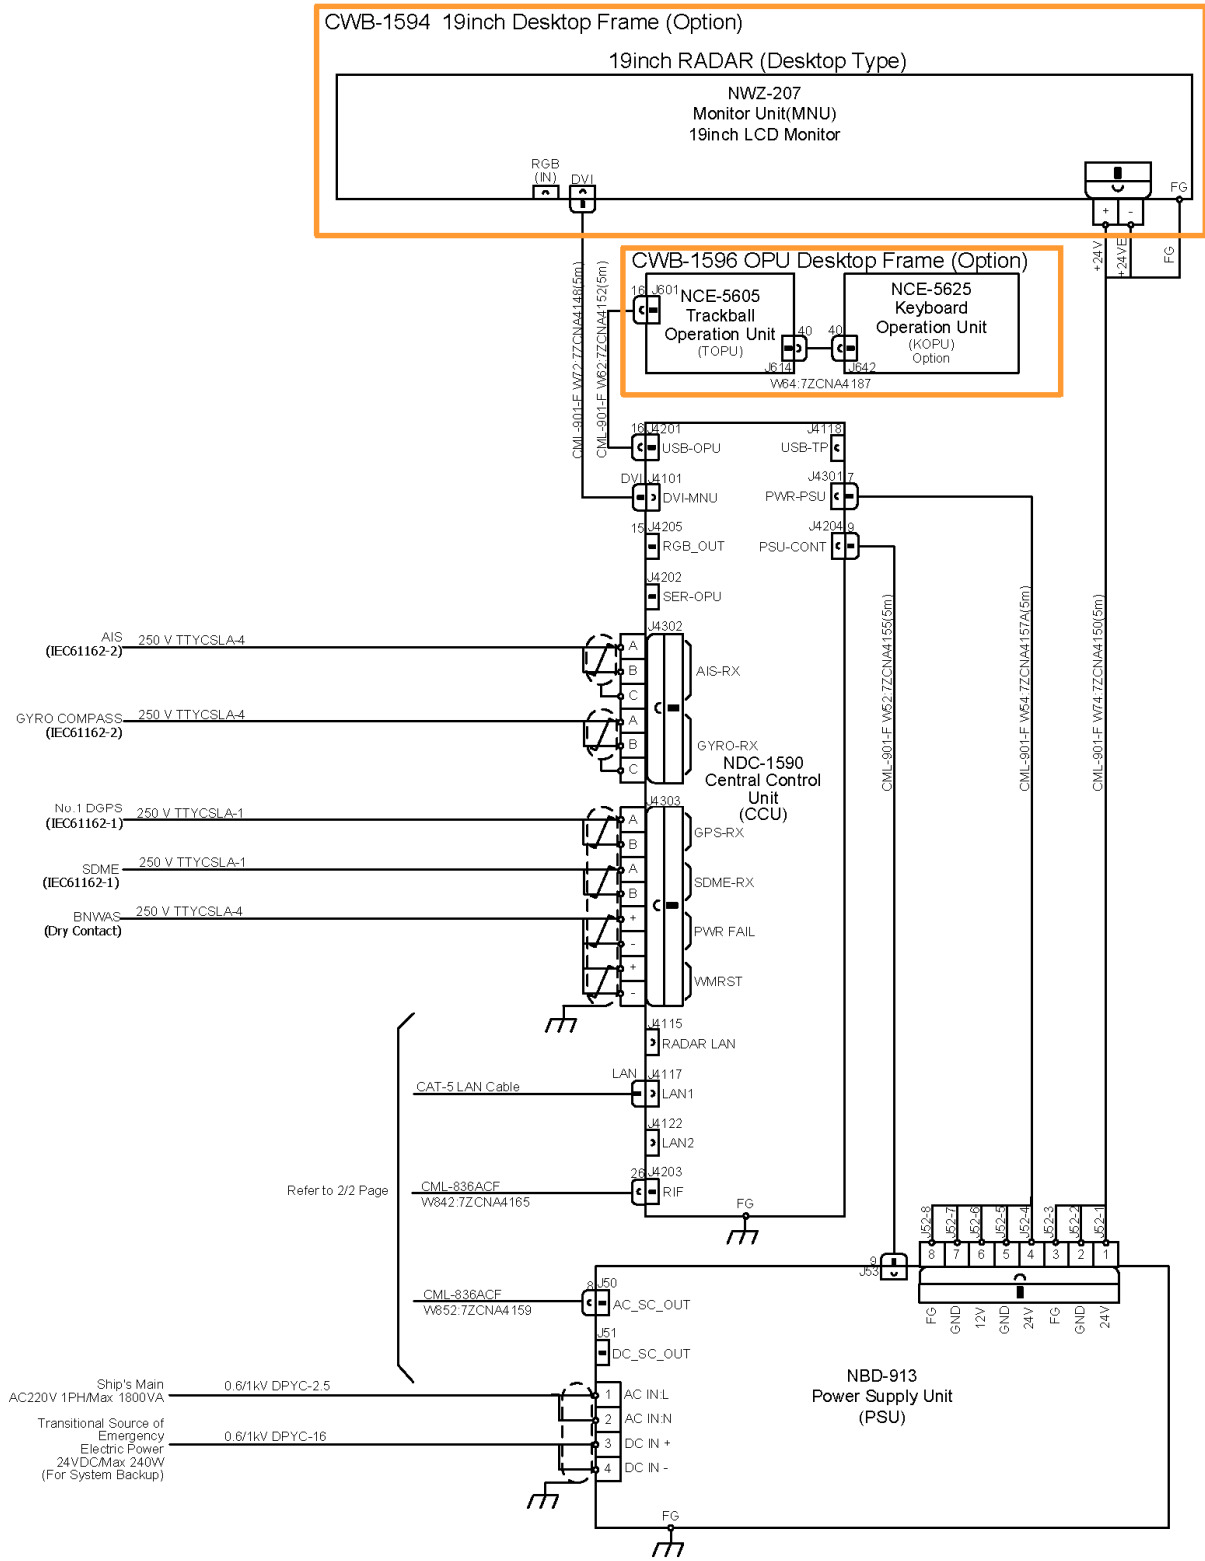 CWB-1594 19inch Desktop Frame (Option)
19inch RADAR (Desktop Type)
NWZ-207
Monitor Unit(MNU)
19inch LCD Monitor
RGB
(IN)
DVI
FG
+
-
+24V
+24VE
FG
CML-901-F W72:7ZCNA4148(5m)
CML-901-F W62:7ZCNA4152(5m)
CWB-1596 OPU Desktop Frame (Option)
16
J601
NCE-5605
Trackball
Operation Unit
(TOPU)
40
J614
NCE-5625
Keyboard
Operation Unit
(KOPU)
Option
40
J642
W64:7ZCNA4187
16
J4201
USB-OPU
J4118
USB-TP
DVI
J4101
DVI-MNU
J4301
7
PWR-PSU
15
J4205
RGB_OUT
J4204
9
PSU-CONT
J4202
SER-OPU
CML-901-F W52:7ZCNA4155(5m)
CML-901-F W54:7ZCNA4157A(5m)
CML-901-F W74:7ZCNA4150(5m)
AIS
(IEC61162-2)
250 V TTYCSLA-4
J4302
A
B
C
AIS-RX
GYRO COMPASS
(IEC61162-2)
250 V TTYCSLA-4
A
B
C
GYRO-RX
NDC-1590
Central Control
Unit
(CCU)
No.1 DGPS
(IEC61162-1)
250 V TTYCSLA-1
J4303
A
B
GPS-RX
SDME
(IEC61162-1)
250 V TTYCSLA-1
A
B
SDME-RX
BNWAS
(Dry Contact)
250 V TTYCSLA-4
+
-
PWR FAIL
+
-
WMRST
J4115
RADAR LAN
CAT-5 LAN Cable
LAN
J4117
LAN1
J4122
LAN2
Refer to 2/2 Page
CML-836ACF
W842:7ZCNA4165
26
J4203
RIF
FG
J52-8
J52-7
J52-6
J52-5
J52-4
J52-3
J52-2
J52-1
8
7
6
5
4
3
2
1
FG
GND
12V
GND
24V
FG
GND
24V
9
J53
CML-836ACF
W852:7ZCNA4159
8
J50
AC_SC_OUT
J51
DC_SC_OUT
NBD-913
Power Supply Unit
(PSU)
Ship's Main
AC220V 1PH/Max 1800VA
0.6/1kV DPYC-2.5
1
AC IN:L
2
AC IN:N
Transitional Source of
Emergency
Electric Power
24VDC/Max 240W
(For System Backup)
0.6/1kV DPYC-16
3
DC IN +
4
DC IN -
FG